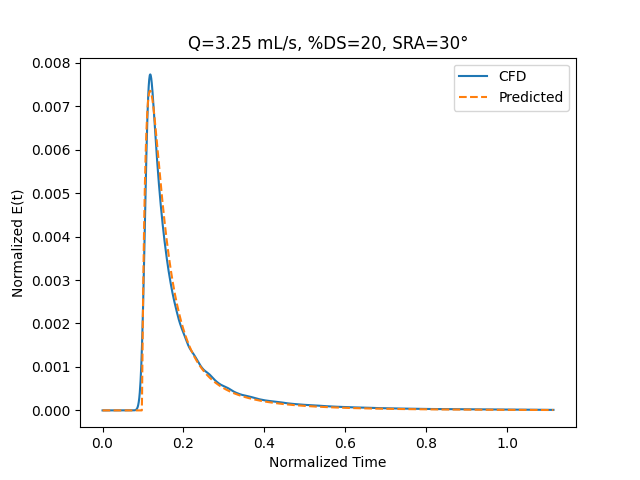 Q=3.25 mL/s, %DS=20, SRA=30°
CFD
Predicted
Normalized E(t)
0.008
0.007
0.006
0.005
0.004
0.003
0.002
0.001
0.000
0.0 0.2 0.4 0.6 0.8 1.0
Normalized Time